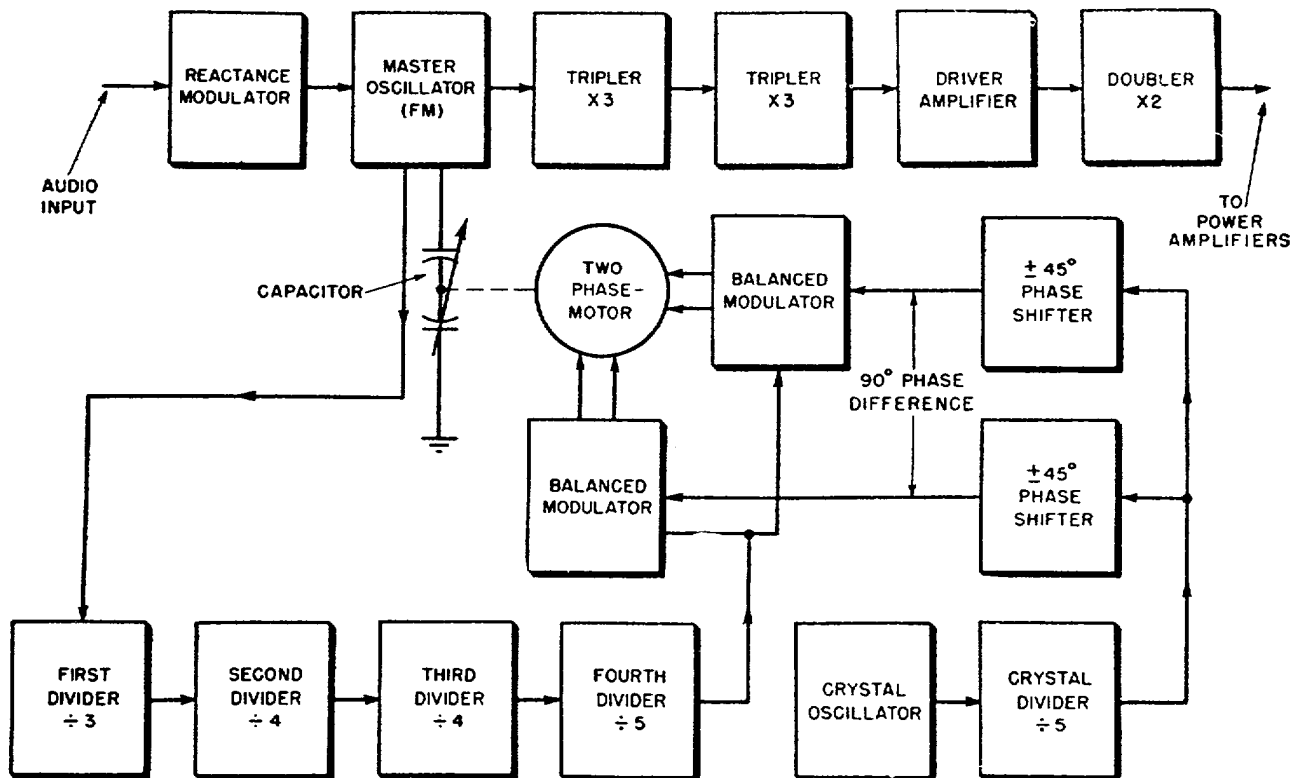 REACTANCE
MODULATOR
MASTER
OSCILLATOR
(FM)
TRIPLER
X3
TRIPLER
X3
DRIVER
AMPLIFIER
DOUBLER
X2
AUDIO
INPUT
TO
POWER
AMPLIFIERS
CAPACITOR
TWO
PHASE-
MOTOR
BALANCED
MODULATOR
± 45°
PHASE
SHIFTER
90° PHASE
DIFFERENCE
BALANCED
MODULATOR
± 45°
PHASE
SHIFTER
FIRST
DIVIDER
÷ 3
SECOND
DIVIDER
÷ 4
THIRD
DIVIDER
÷ 4
FOURTH
DIVIDER
÷ 5
CRYSTAL
OSCILLATOR
CRYSTAL
DIVIDER
÷ 5